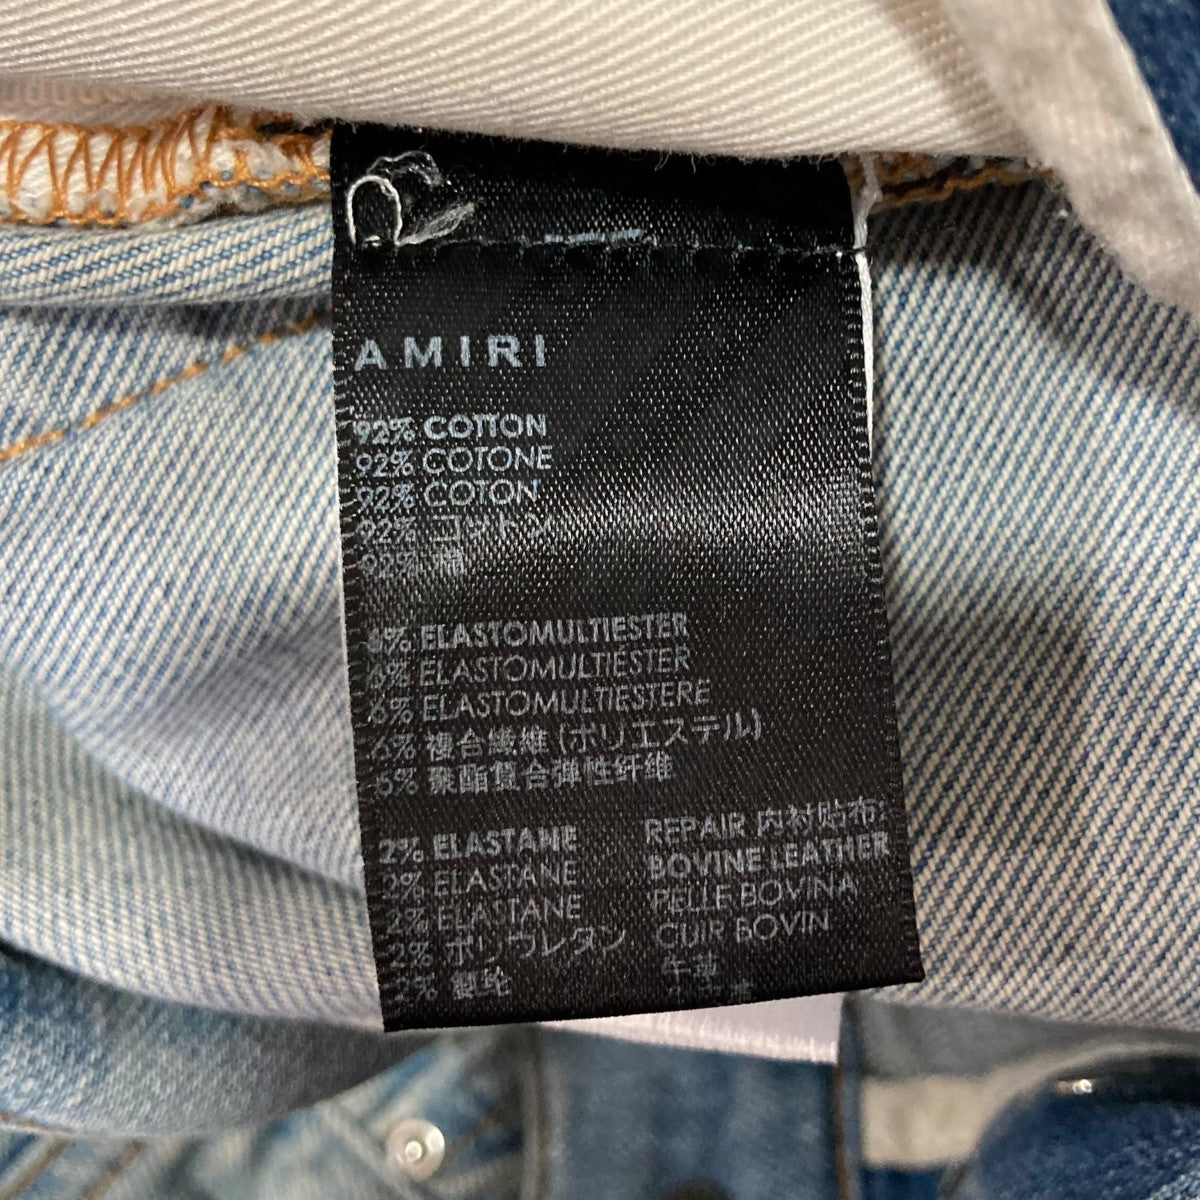 AMIRI
92% COTTON
92% COTONE
92% COTON
92% コットン
92% 棉
6% ELASTOMULTIESTER
6% ELASTOMULTIÉSTER
6% ELASTOMULTIESTERE
6% 複合繊維 (ポリエステル)
6% 聚酯复合弹性纤维
2% ELASTANE
2% ELASTANE
2% ELASTANE
2% ポリウレタン
2% 氨纶
REPAIR 内衬贴布:
BOVINE LEATHER
PELLE BOVINA
CUIR BOVIN
牛革